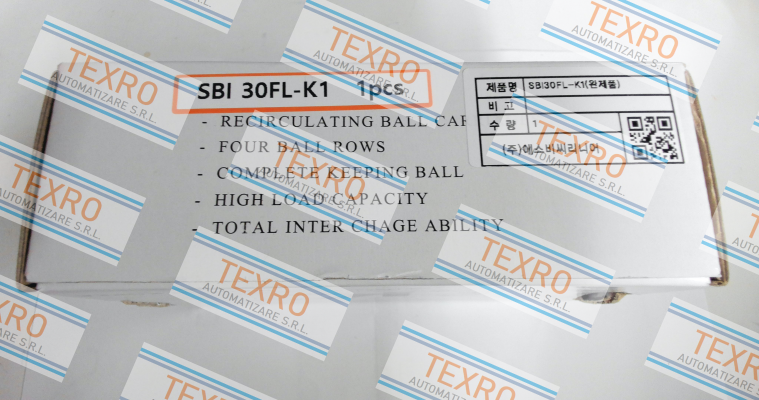 SBI 30FL-K1 1pcs
- RECIRCULATING BALL CAR
- FOUR BALL ROWS
- COMPLETE KEEPING BALL
- HIGH LOAD CAPACITY
- TOTAL INTER CHAGE ABILITY
제품명 SBI30FL-K1(완제품)
비 고
수 량 1
(주)에스비씨리니어
TEXRO
AUTOMATIZARE S.R.L.